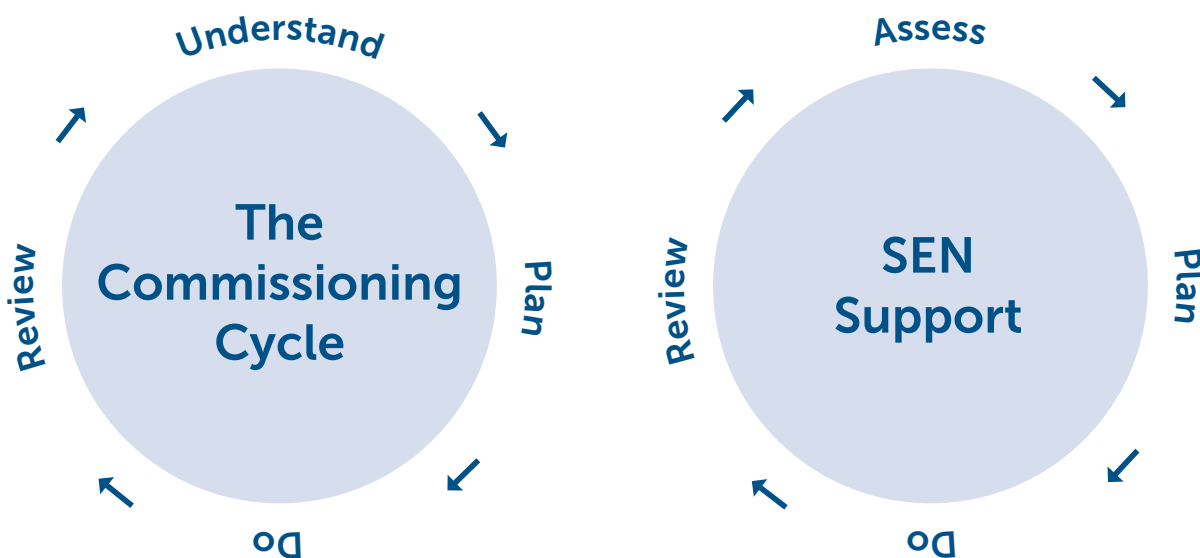 Understand
Plan
Do
Review
The
Commissioning
Cycle
Assess
Plan
Do
Review
SEN
Support